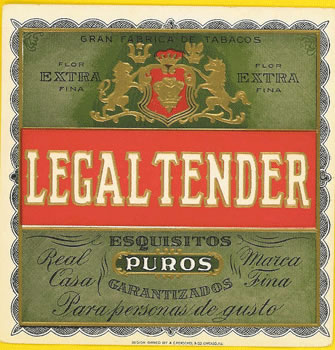 GRAN FABRICA DE TABACOS
FLOR EXTRA FINA
FLOR EXTRA FINA
LEGAL TENDER
ESQUISITOS
Real Casa
PUROS
Marca Fina
GARANTIZADOS
Para personas de gusto